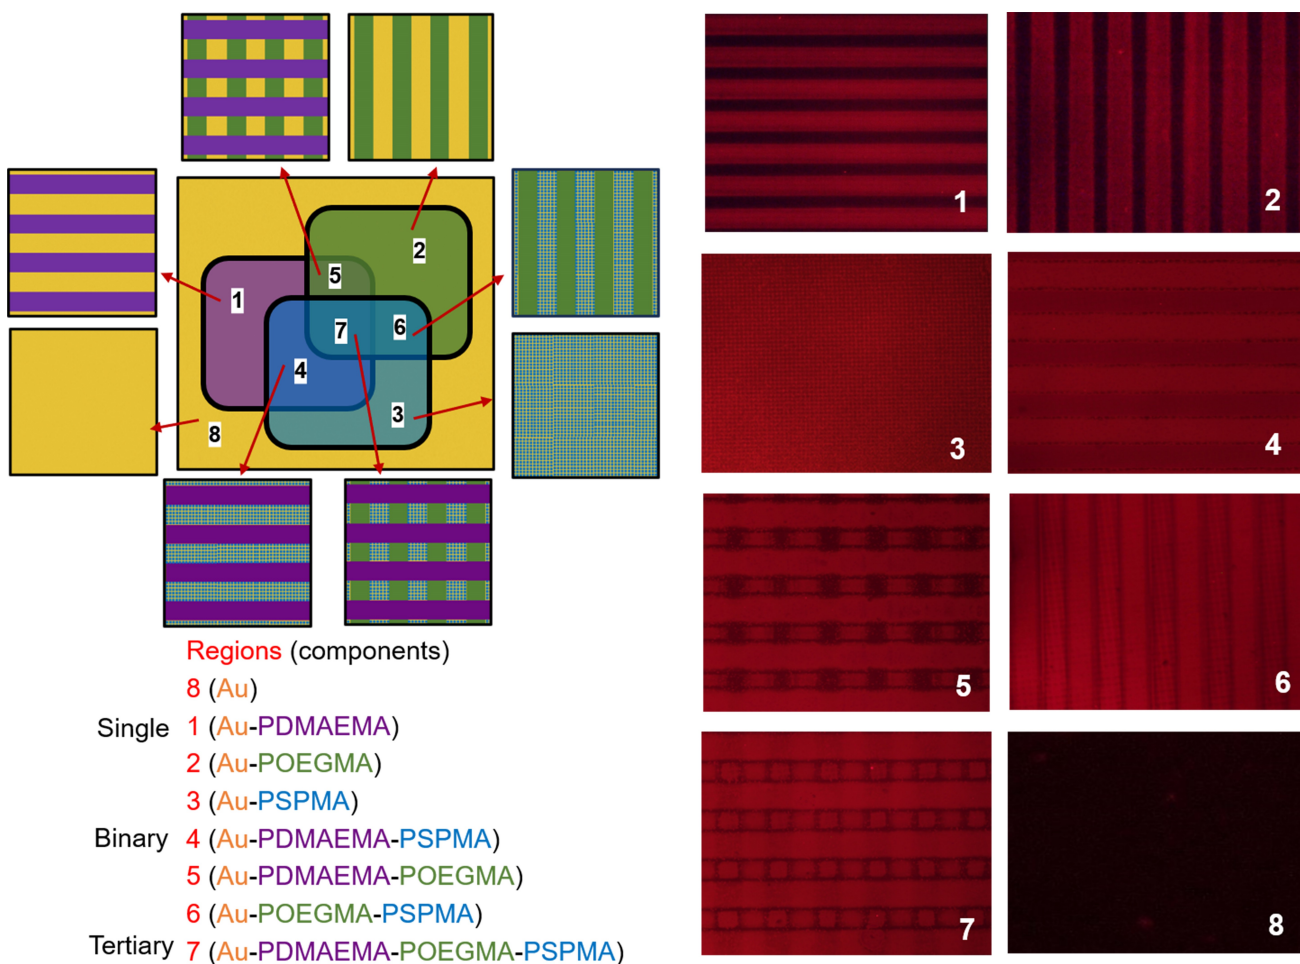 1
2
3
4
5
6
7
8
Regions (components)
8 (Au)
Single
1 (Au-PDMAEMA)
2 (Au-POEGMA)
3 (Au-PSPMA)
Binary
4 (Au-PDMAEMA-PSPMA)
5 (Au-PDMAEMA-POEGMA)
6 (Au-POEGMA-PSPMA)
Tertiary
7 (Au-PDMAEMA-POEGMA-PSPMA)
1
2
3
4
5
6
7
8